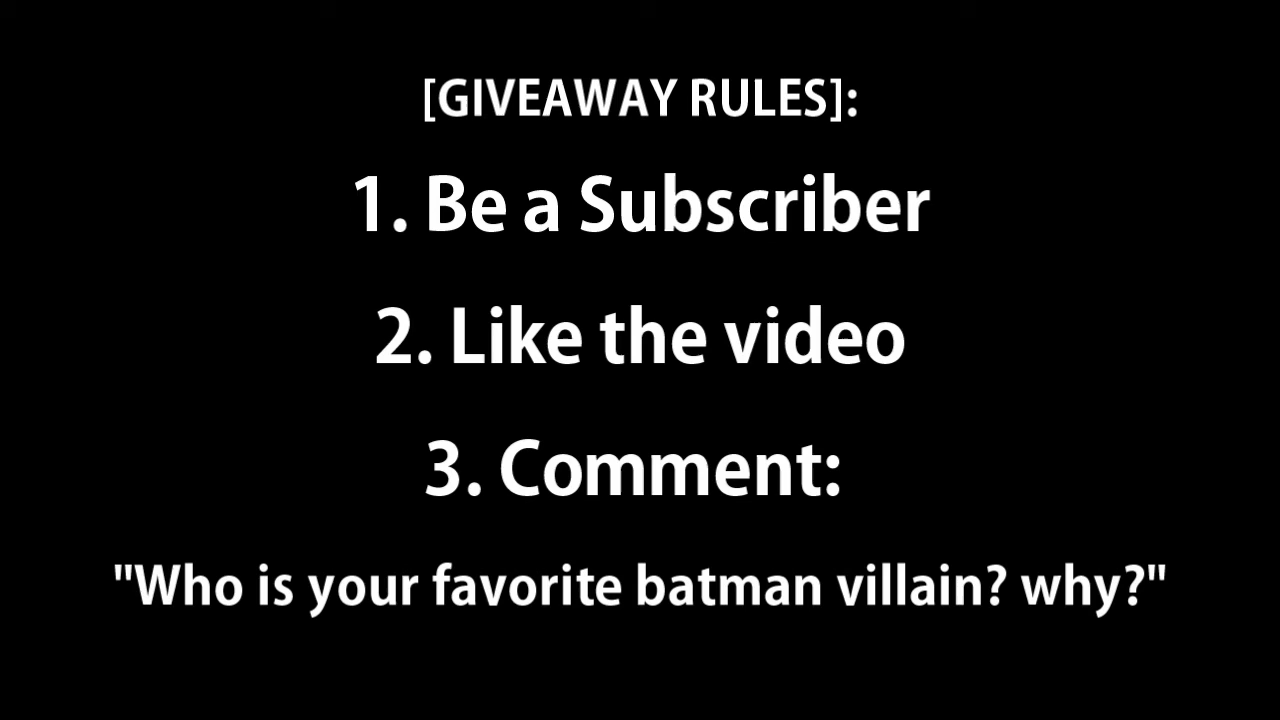 [GIVEAWAY RULES]:
1. Be a Subscriber
2. Like the video
3. Comment:
"Who is your favorite batman villain? why?"